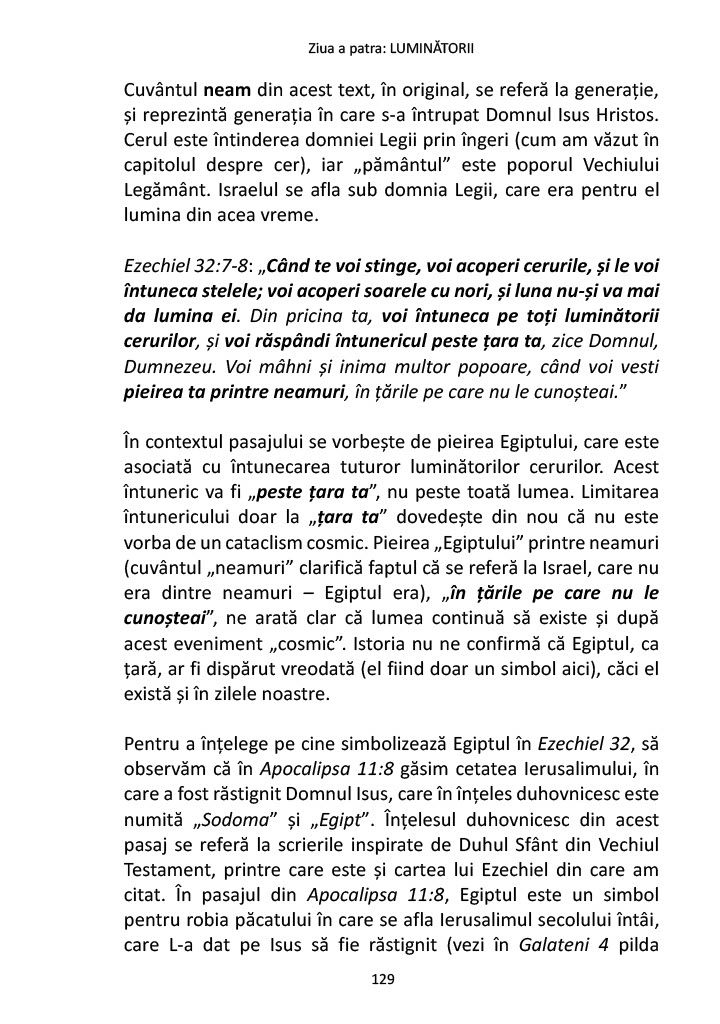 Ziua a patra: LUMINĂTORII
Cuvântul neam din acest text, în original, se referă la generație,
și reprezintă generația în care s-a întrupat Domnul Isus Hristos.
Cerul este întinderea domniei Legii prin îngeri (cum am văzut în
capitolul despre cer), iar „pământul” este poporul Vechiului
Legământ. Israelul se afla sub domnia Legii, care era pentru el
lumina din acea vreme.
Ezechiel 32:7-8: „Când te voi stinge, voi acoperi cerurile, și le voi
întuneca stelele; voi acoperi soarele cu nori, și luna nu-și va mai
da lumina ei. Din pricina ta, voi întuneca pe toți luminătorii
cerurilor, și voi răspândi întunericul peste țara ta, zice Domnul,
Dumnezeu. Voi mâhni și inima multor popoare, când voi vesti
pieirea ta printre neamuri, în țările pe care nu le cunoșteai.”
În contextul pasajului se vorbește de pieirea Egiptului, care este
asociată cu întunecarea tuturor luminătorilor cerurilor. Acest
întuneric va fi „peste țara ta”, nu peste toată lumea. Limitarea
întunericului doar la „țara ta” dovedește din nou că nu este
vorba de un cataclism cosmic. Pieirea „Egiptului” printre neamuri
(cuvântul „neamuri” clarifică faptul că se referă la Israel, care nu
era dintre neamuri – Egiptul era), „în țările pe care nu le
cunoșteai”, ne arată clar că lumea continuă să existe și după
acest eveniment „cosmic”. Istoria nu ne confirmă că Egiptul, ca
țară, ar fi dispărut vreodată (el fiind doar un simbol aici), căci el
există și în zilele noastre.
Pentru a înțelege pe cine simbolizează Egiptul în Ezechiel 32, să
observăm că în Apocalipsa 11:8 găsim cetatea Ierusalimului, în
care a fost răstignit Domnul Isus, care în înțeles duhovnicesc este
numită „Sodoma” și „Egipt”. Înțelesul duhovnicesc din acest
pasaj se referă la scrierile inspirate de Duhul Sfânt din Vechiul
Testament, printre care este și cartea lui Ezechiel din care am
citat. În pasajul din Apocalipsa 11:8, Egiptul este un simbol
pentru robia păcatului în care se afla Ierusalimul secolului întâi,
care L-a dat pe Isus să fie răstignit (vezi în Galateni 4 pilda
129